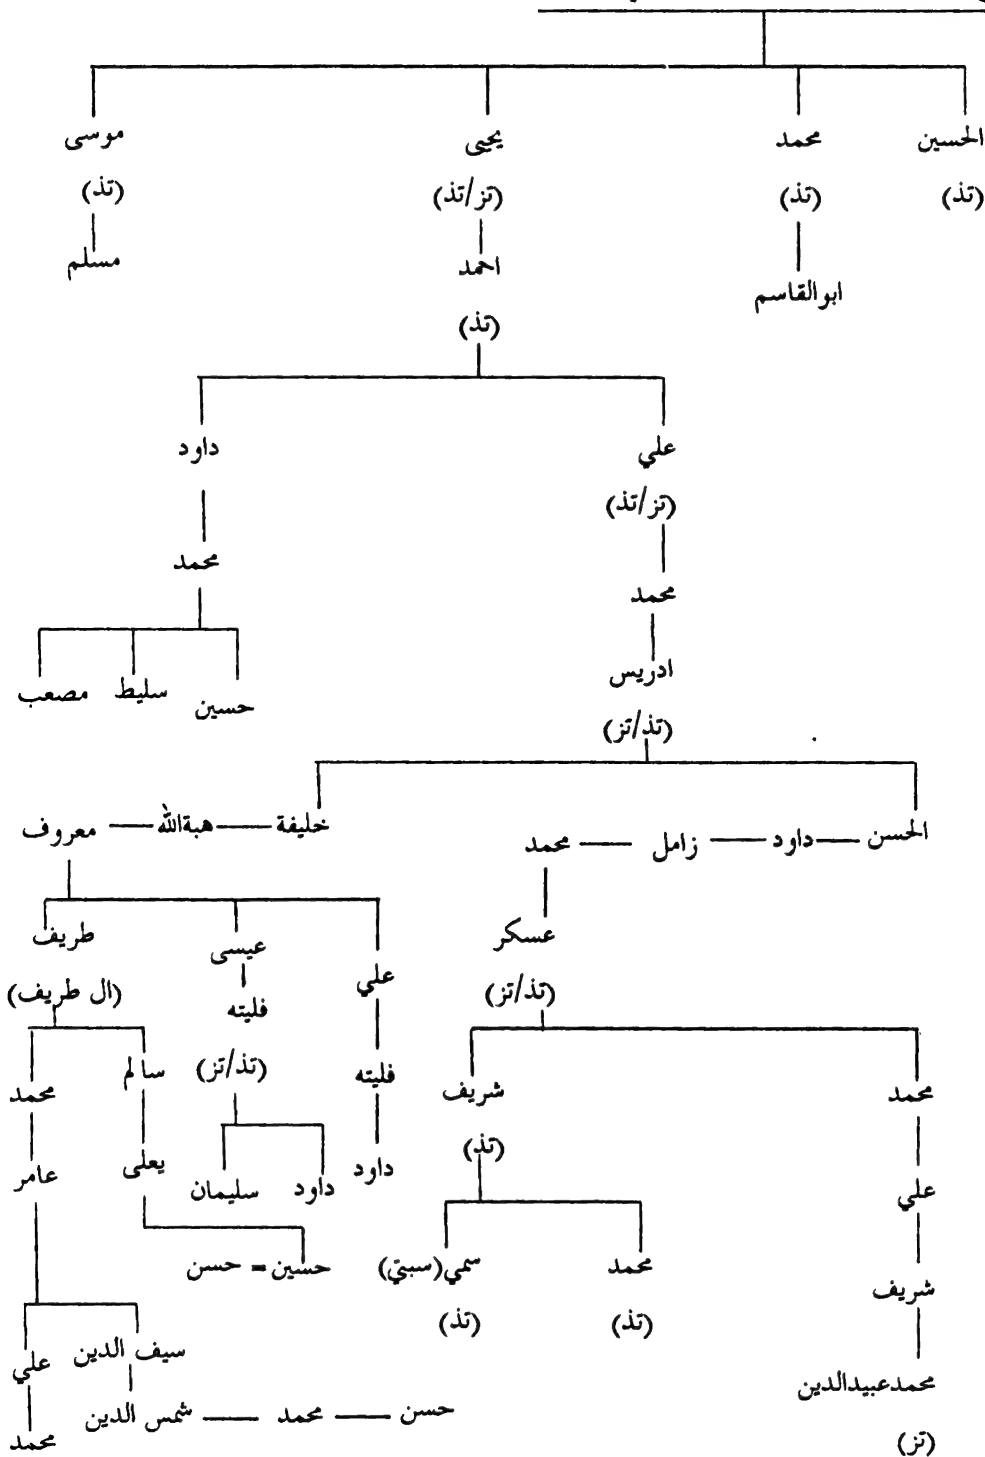 الحسين محمد يحيى موسى
(تذ) (تذ) (تز/تذ) (تذ)
ابوالقاسم احمد مسلم
(تذ)
علي داود
(تز/تذ)
محمد محمد
ادريس
حسين سليط مصعب
(تذ/تز)
الحسن — داود — زامل — محمد خليفة — هبةالله — معروف
عسكر علي عيسى طريف
(تذ/تز) فليته (ال طريف)
محمد شريف فليته (تذ/تز) سالم محمد
(تذ)
علي داود داود سليمان يعلى عامر
محمد سمي (سبتي) حسين = حسن
شريف
(تذ) (تذ)
سيف الدين علي
محمدعبيدالدين
حسن — محمد — شمس الدين محمد
(تز)